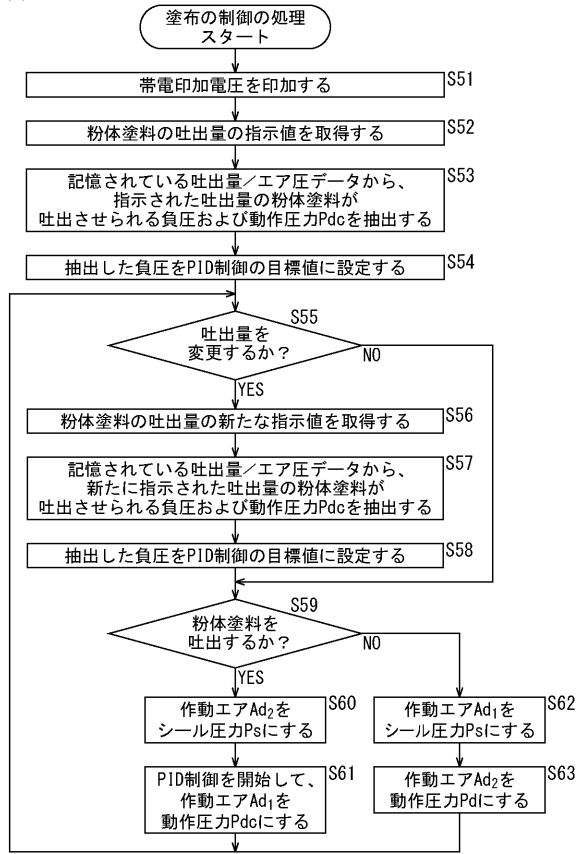 塗布の制御の処理
スタート
帯電印加電圧を印加する
S51
粉体塗料の吐出量の指示値を取得する
S52
記憶されている吐出量/エア圧データから、
指示された吐出量の粉体塗料が
吐出させられる負圧および動作圧力Pdcを抽出する
S53
抽出した負圧をPID制御の目標値に設定する
S54
S55
吐出量を
変更するか?
NO
YES
粉体塗料の吐出量の新たな指示値を取得する
S56
記憶されている吐出量/エア圧データから、
新たに指示された吐出量の粉体塗料が
吐出させられる負圧および動作圧力Pdcを抽出する
S57
抽出した負圧をPID制御の目標値に設定する
S58
S59
粉体塗料を
吐出するか?
NO
YES
作動エアAd₂を
シール圧力Psにする
S60
作動エアAd₁を
シール圧力Psにする
S62
PID制御を開始して、
作動エアAd₁を
動作圧力Pdcにする
S61
作動エアAd₂を
動作圧力Pdにする
S63